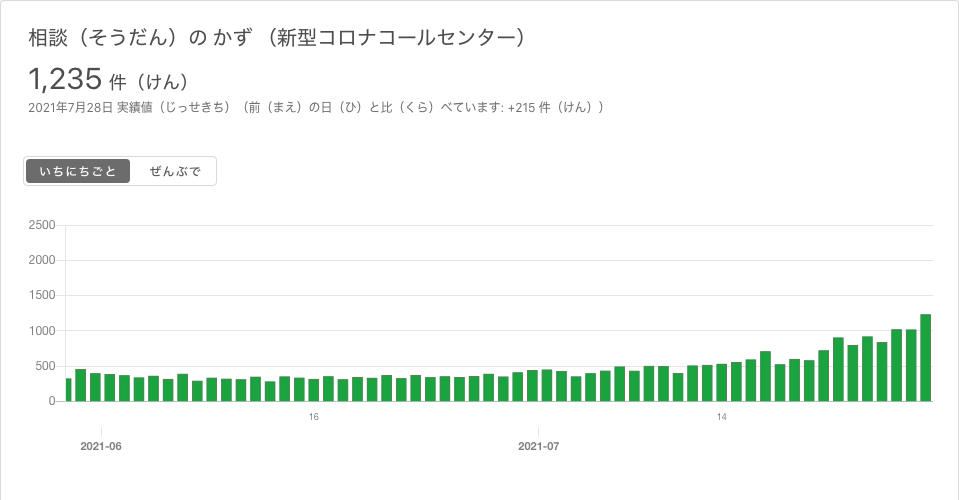 相談（そうだん）の かず （新型コロナコールセンター）
1,235 件（けん）
2021年7月28日 実績値（じっせきち）（前（まえ）の日（ひ）と比（くら）べています: +215 件（けん））
いちにちごと ぜんぶで
2500
2000
1500
1000
500
0
16 14
2021-06 2021-07